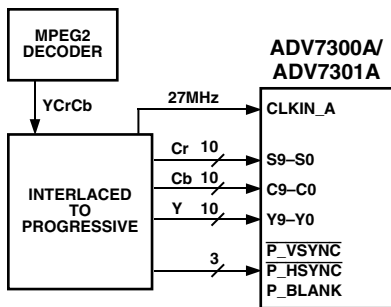 MPEG2
DECODER
YCrCb
INTERLACED
TO
PROGRESSIVE
27MHz
Cr 10
Cb 10
Y 10
3
ADV7300A/
ADV7301A
CLKIN_A
S9–S0
C9–C0
Y9–Y0
P_VSYNC
P_HSYNC
P_BLANK